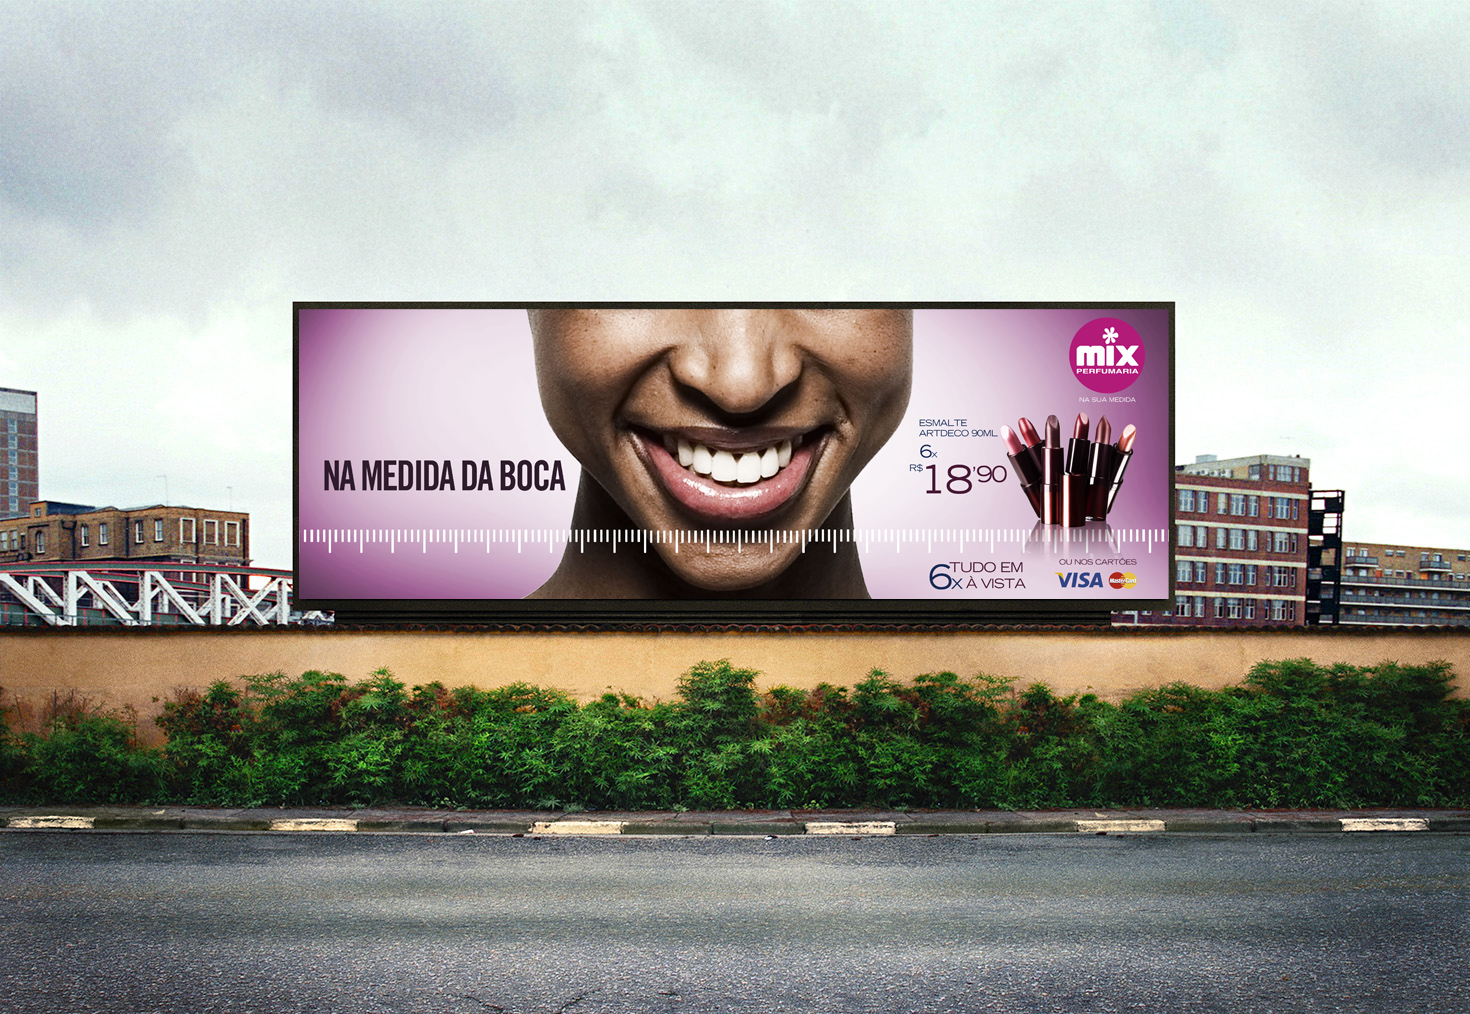 NA MEDIDA DA BOCA
mix
PERFUMARIA
NA SUA MEDIDA
ESMALTE
ARTDECO 90ML
6x
R$ 18'90
6x TUDO EM
À VISTA
OU NOS CARTÕES
VISA MasterCard